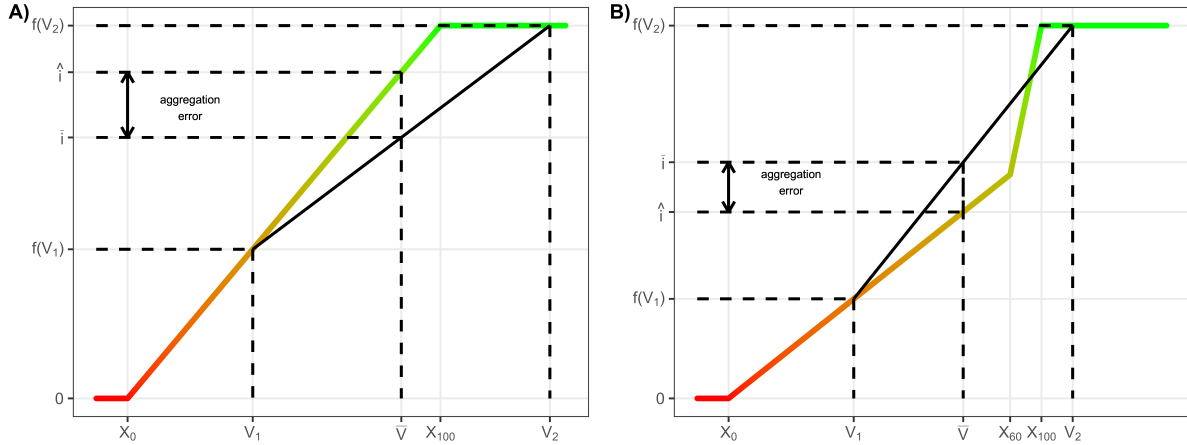 A)
f(V₂)
î
ī
f(V₁)
0
aggregation
error
X₀
V₁
V̅
X₁₀₀
V₂
B)
f(V₂)
ī
î
f(V₁)
0
aggregation
error
X₀
V₁
V̅
X₆₀
X₁₀₀
V₂